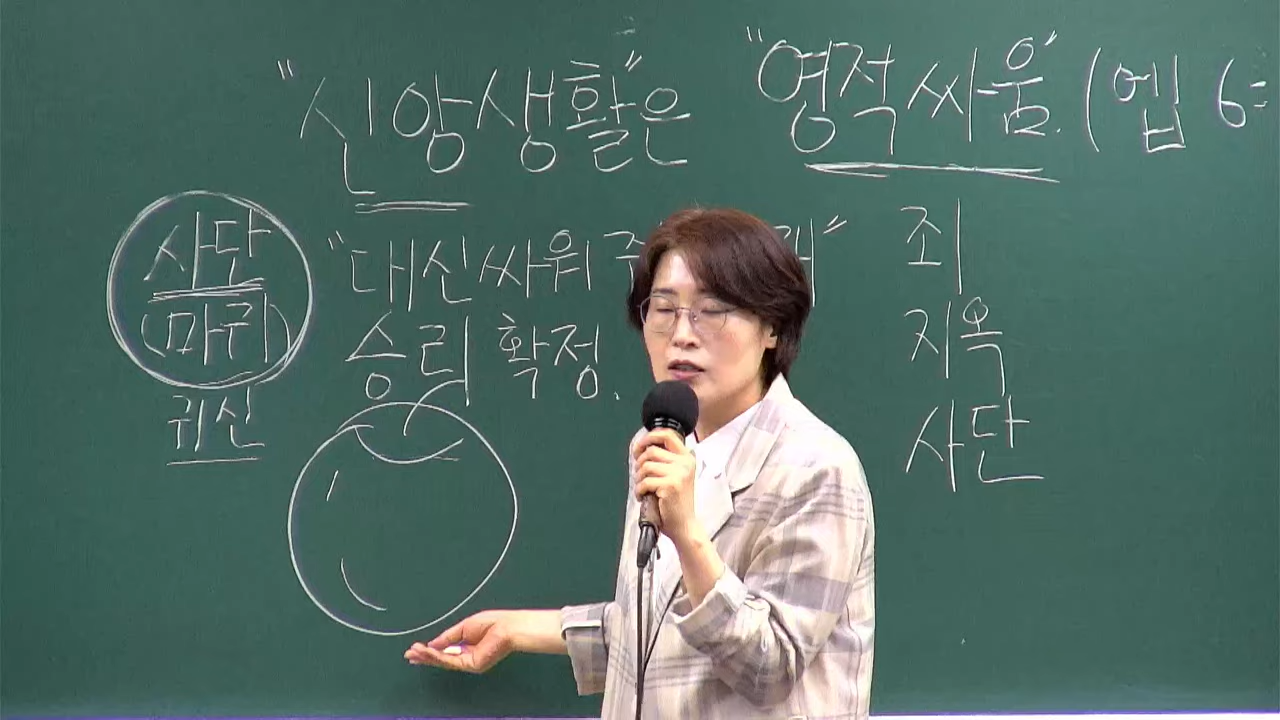 "신앙생활"은 "영적싸움". (엡 6:
사단
(마귀)
귀신
"대신싸워
승리 확정.
죄
지옥
사단